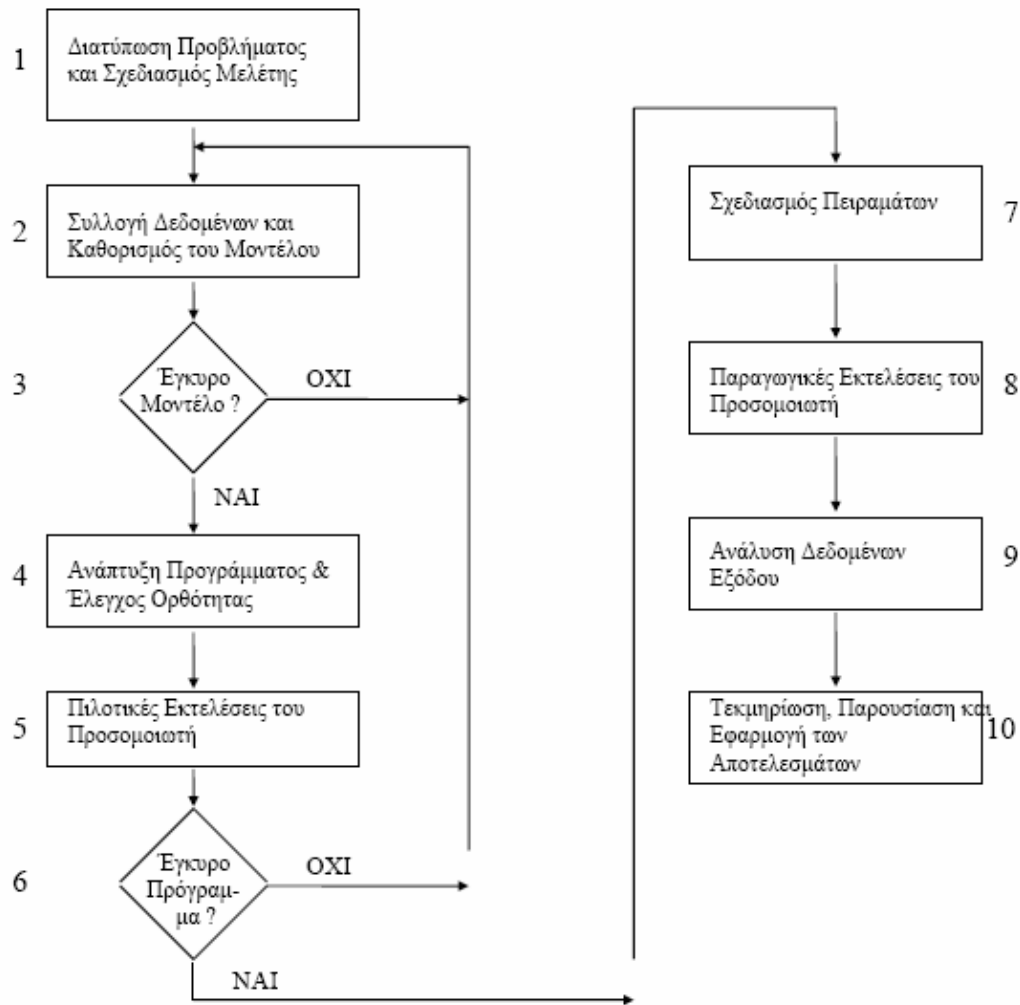 1
Διατύπωση Προβλήματος
και Σχεδιασμός Μελέτης
2
Συλλογή Δεδομένων και
Καθορισμός του Μοντέλου
3
Έγκυρο
Μοντέλο ?
ΟΧΙ
ΝΑΙ
4
Ανάπτυξη Προγράμματος &
Έλεγχος Ορθότητας
5
Πιλοτικές Εκτελέσεις του
Προσομοιωτή
6
Έγκυρο
Πρόγραμ-
μα ?
ΟΧΙ
ΝΑΙ
Σχεδιασμός Πειραμάτων
7
Παραγωγικές Εκτελέσεις του
Προσομοιωτή
8
Ανάλυση Δεδομένων
Εξόδου
9
Τεκμηρίωση, Παρουσίαση και
Εφαρμογή των
Αποτελεσμάτων
10